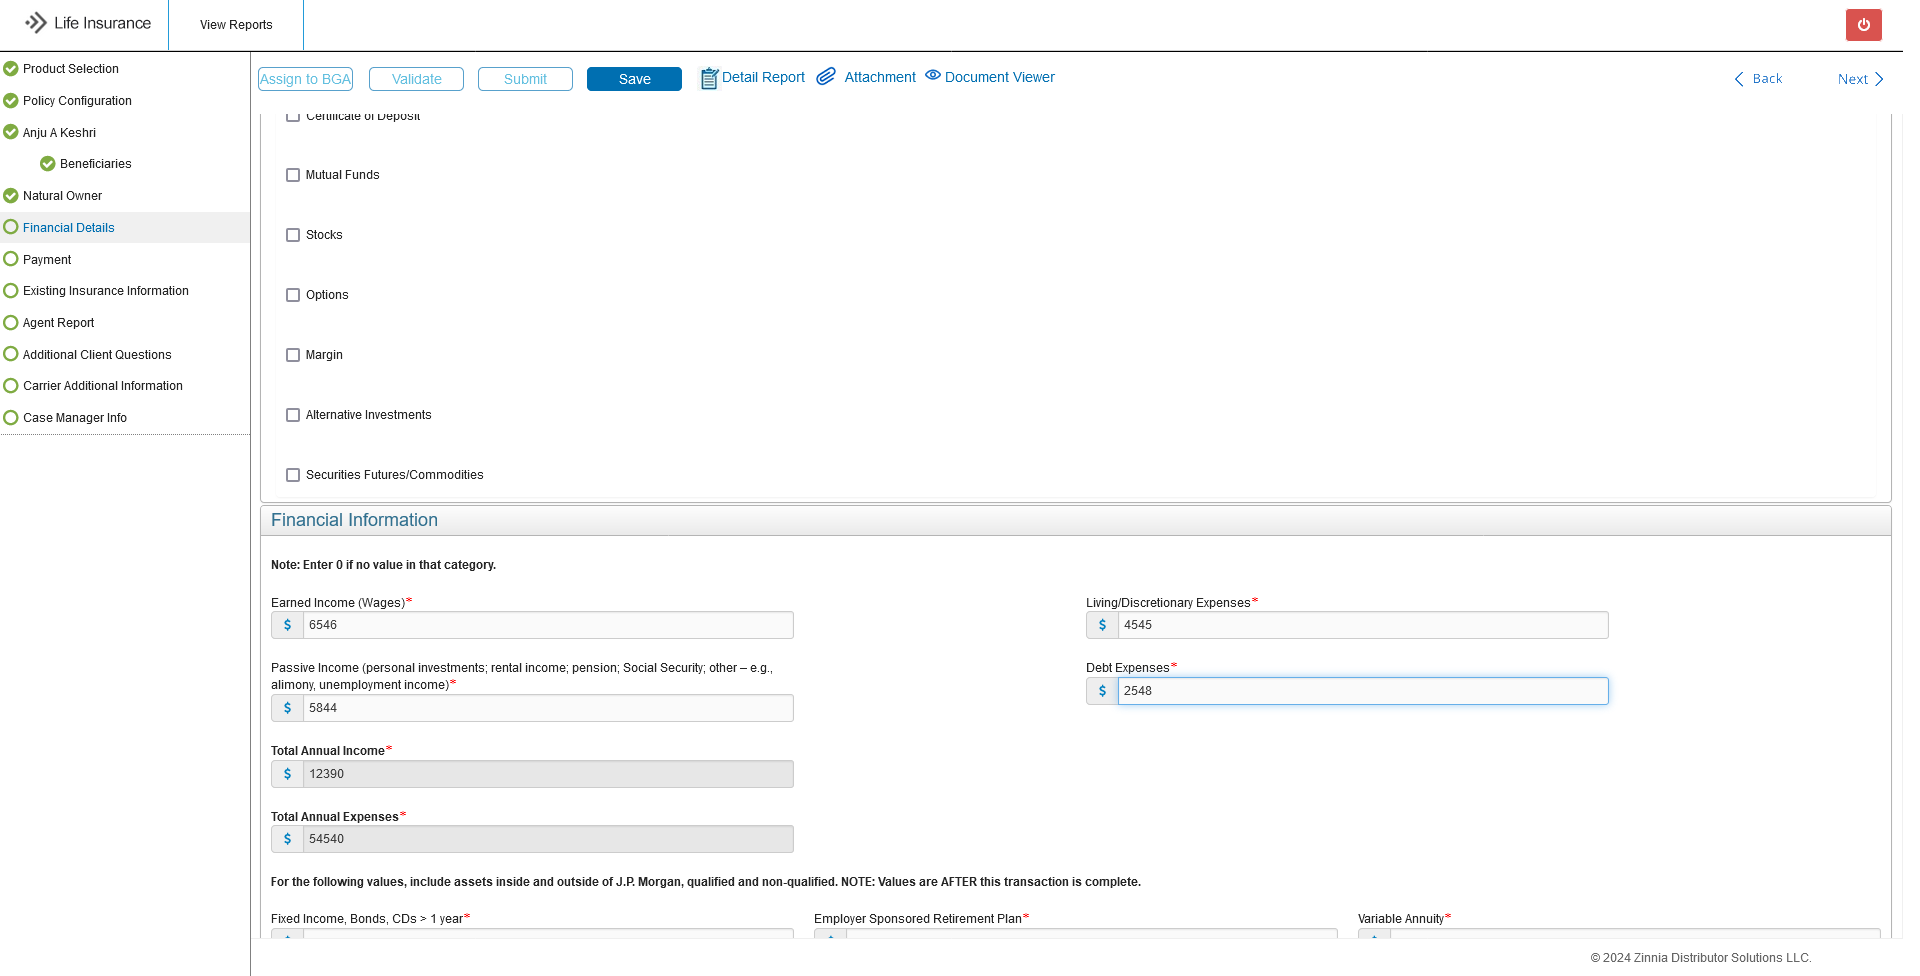 Life Insurance
View Reports
Product Selection
Policy Configuration
Anju A Keshri
Beneficiaries
Natural Owner
Financial Details
Payment
Existing Insurance Information
Agent Report
Additional Client Questions
Carrier Additional Information
Case Manager Info
Assign to BGA
Validate
Submit
Save
Detail Report
Attachment
Document Viewer
Back
Next
Certificate of Deposit
Mutual Funds
Stocks
Options
Margin
Alternative Investments
Securities Futures/Commodities
Financial Information
Note: Enter 0 if no value in that category.
Earned Income (Wages)*
$ 6546
Living/Discretionary Expenses*
$ 4545
Passive Income (personal investments; rental income; pension; Social Security; other – e.g.,
alimony, unemployment income)*
$ 5844
Debt Expenses*
$ 2548
Total Annual Income*
$ 12390
Total Annual Expenses*
$ 54540
For the following values, include assets inside and outside of J.P. Morgan, qualified and non-qualified. NOTE: Values are AFTER this transaction is complete.
Fixed Income, Bonds, CDs > 1 year*
Employer Sponsored Retirement Plan*
Variable Annuity*
© 2024 Zinnia Distributor Solutions LLC.